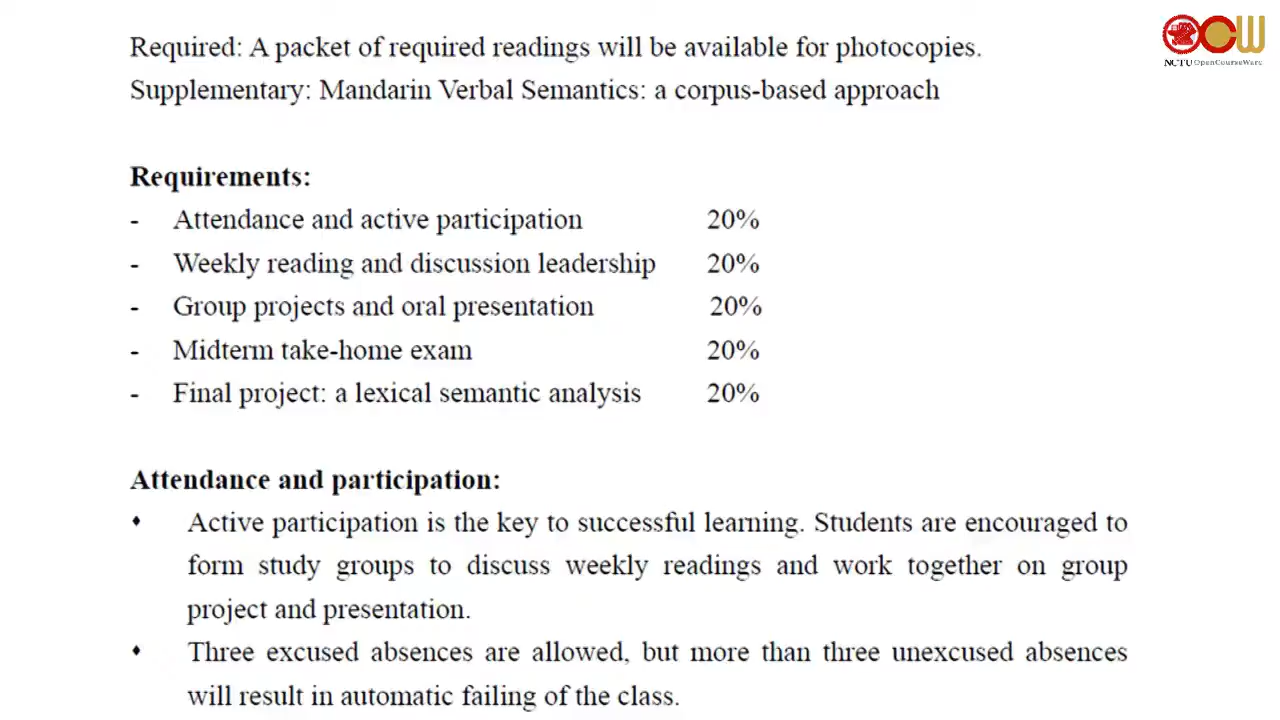 Required: A packet of required readings will be available for photocopies.
Supplementary: Mandarin Verbal Semantics: a corpus-based approach
Requirements:
- Attendance and active participation 20%
- Weekly reading and discussion leadership 20%
- Group projects and oral presentation 20%
- Midterm take-home exam 20%
- Final project: a lexical semantic analysis 20%
Attendance and participation:
♦ Active participation is the key to successful learning. Students are encouraged to
form study groups to discuss weekly readings and work together on group
project and presentation.
♦ Three excused absences are allowed, but more than three unexcused absences
will result in automatic failing of the class.
OCW
NCTU OpenCourseWare